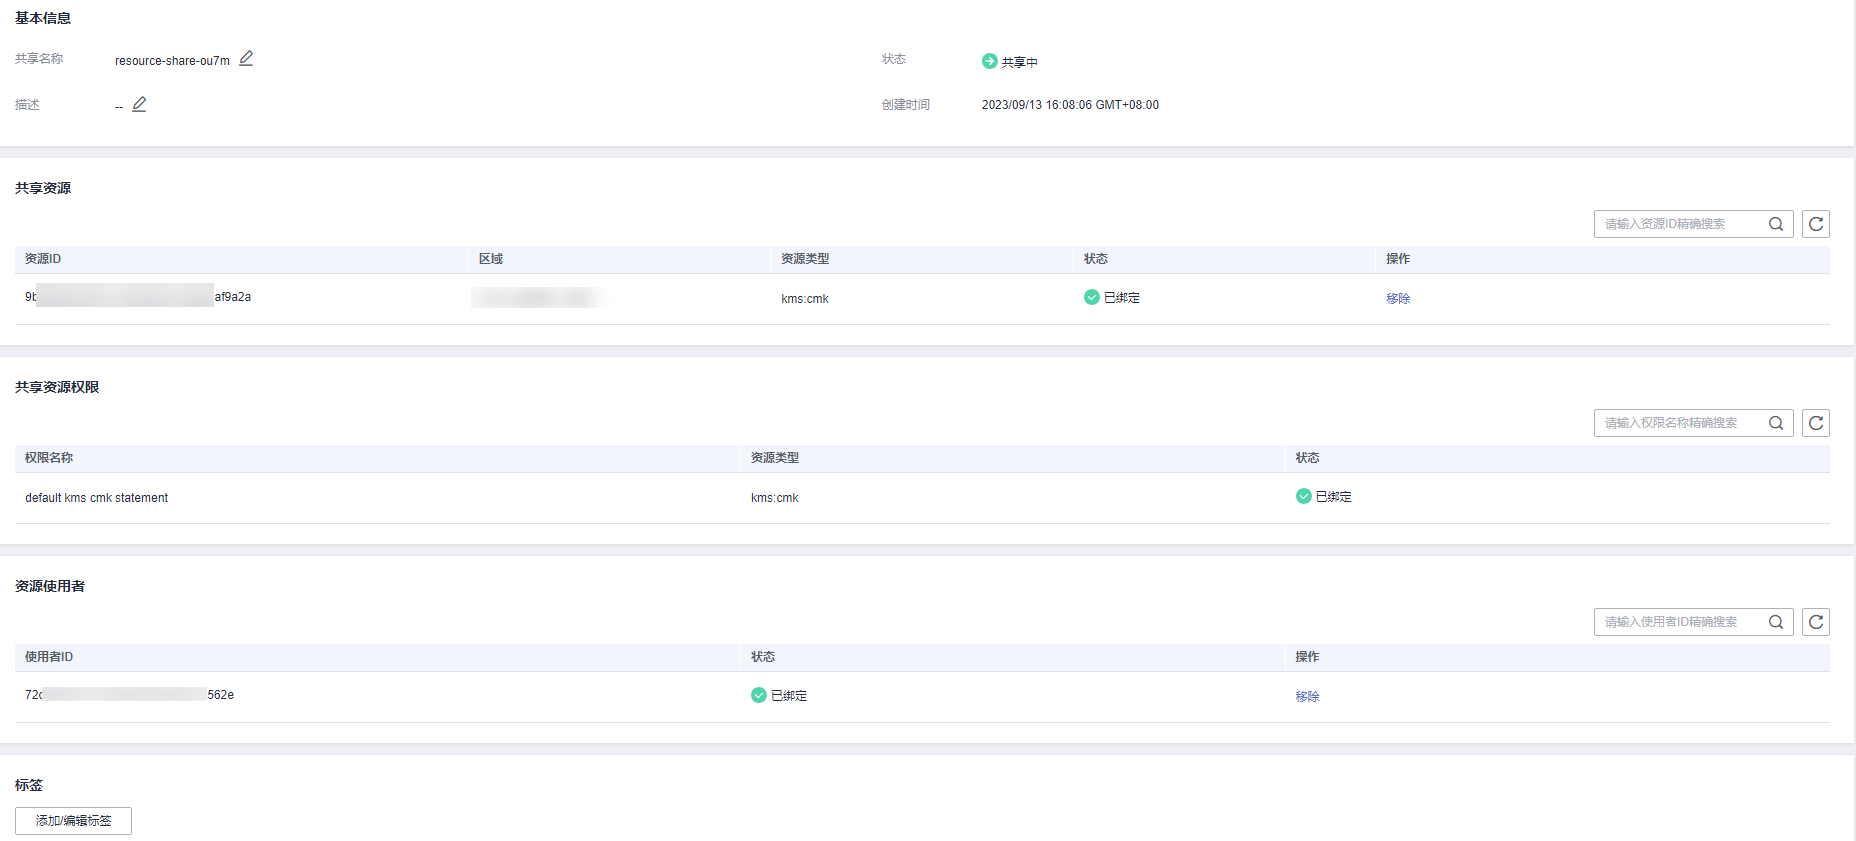 基本信息
共享名称 resource-share-ou7m 状态 共享中
描述 -- 创建时间 2023/09/13 16:08:06 GMT+08:00
共享资源
请输入资源ID精确搜索
资源ID 区域 资源类型 状态 操作
9b af9a2a kms:cmk 已绑定 移除
共享资源权限
请输入权限名称精确搜索
权限名称 资源类型 状态
default kms cmk statement kms:cmk 已绑定
资源使用者
请输入使用者ID精确搜索
使用者ID 状态 操作
72c 562e 已绑定 移除
标签
添加/编辑标签